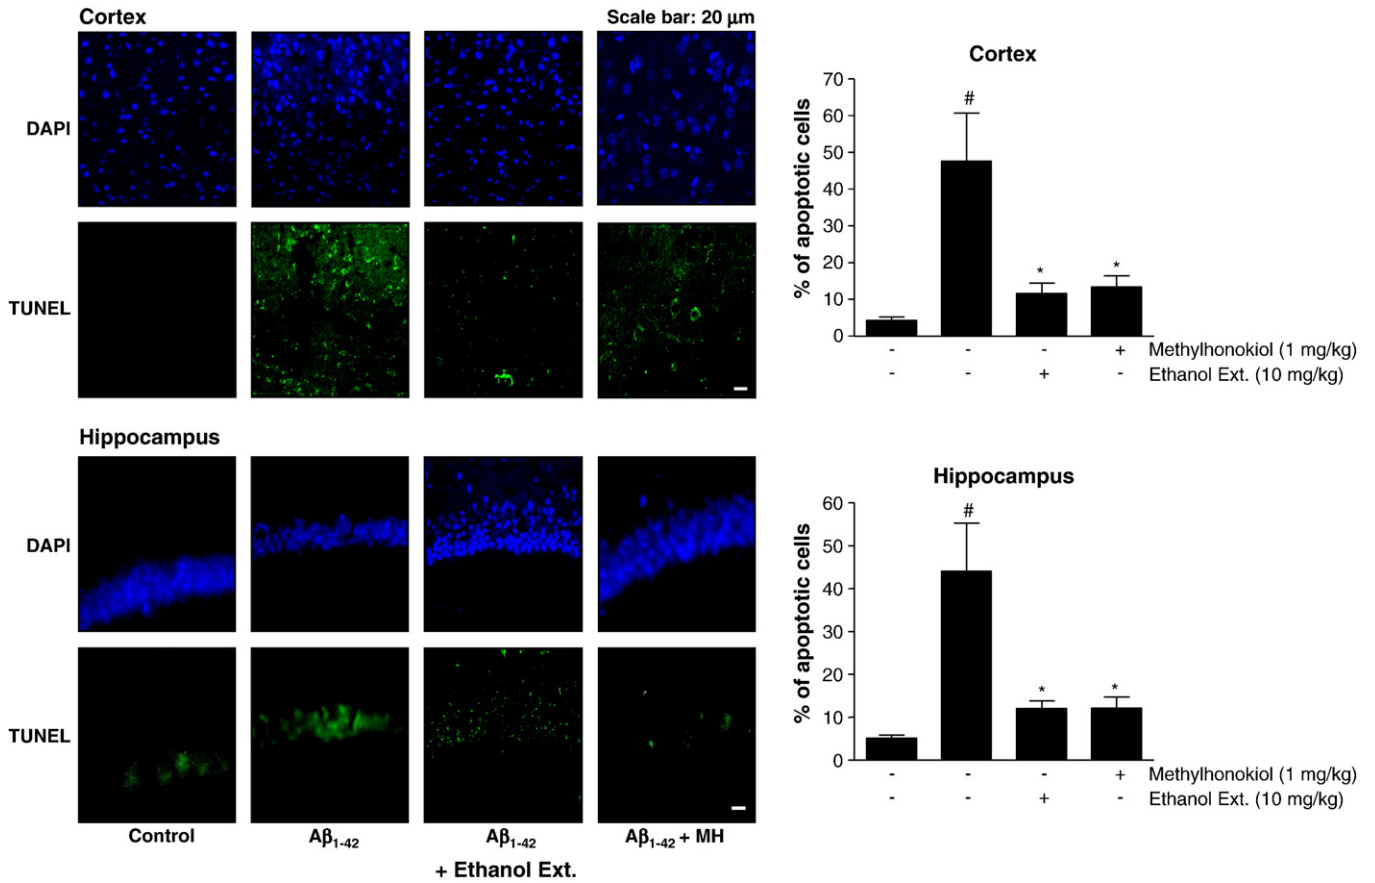 Cortex
Scale bar: 20 µm
DAPI
TUNEL
Hippocampus
DAPI
TUNEL
Control
Aβ1-42
Aβ1-42
+ Ethanol Ext.
Aβ1-42 + MH
Cortex
% of apoptotic cells
70
60
50
40
30
20
10
0
#
*
*
- - - + Methylhonokiol (1 mg/kg)
- - + - Ethanol Ext. (10 mg/kg)
Hippocampus
% of apoptotic cells
60
50
40
30
20
10
0
#
*
*
- - - + Methylhonokiol (1 mg/kg)
- - + - Ethanol Ext. (10 mg/kg)